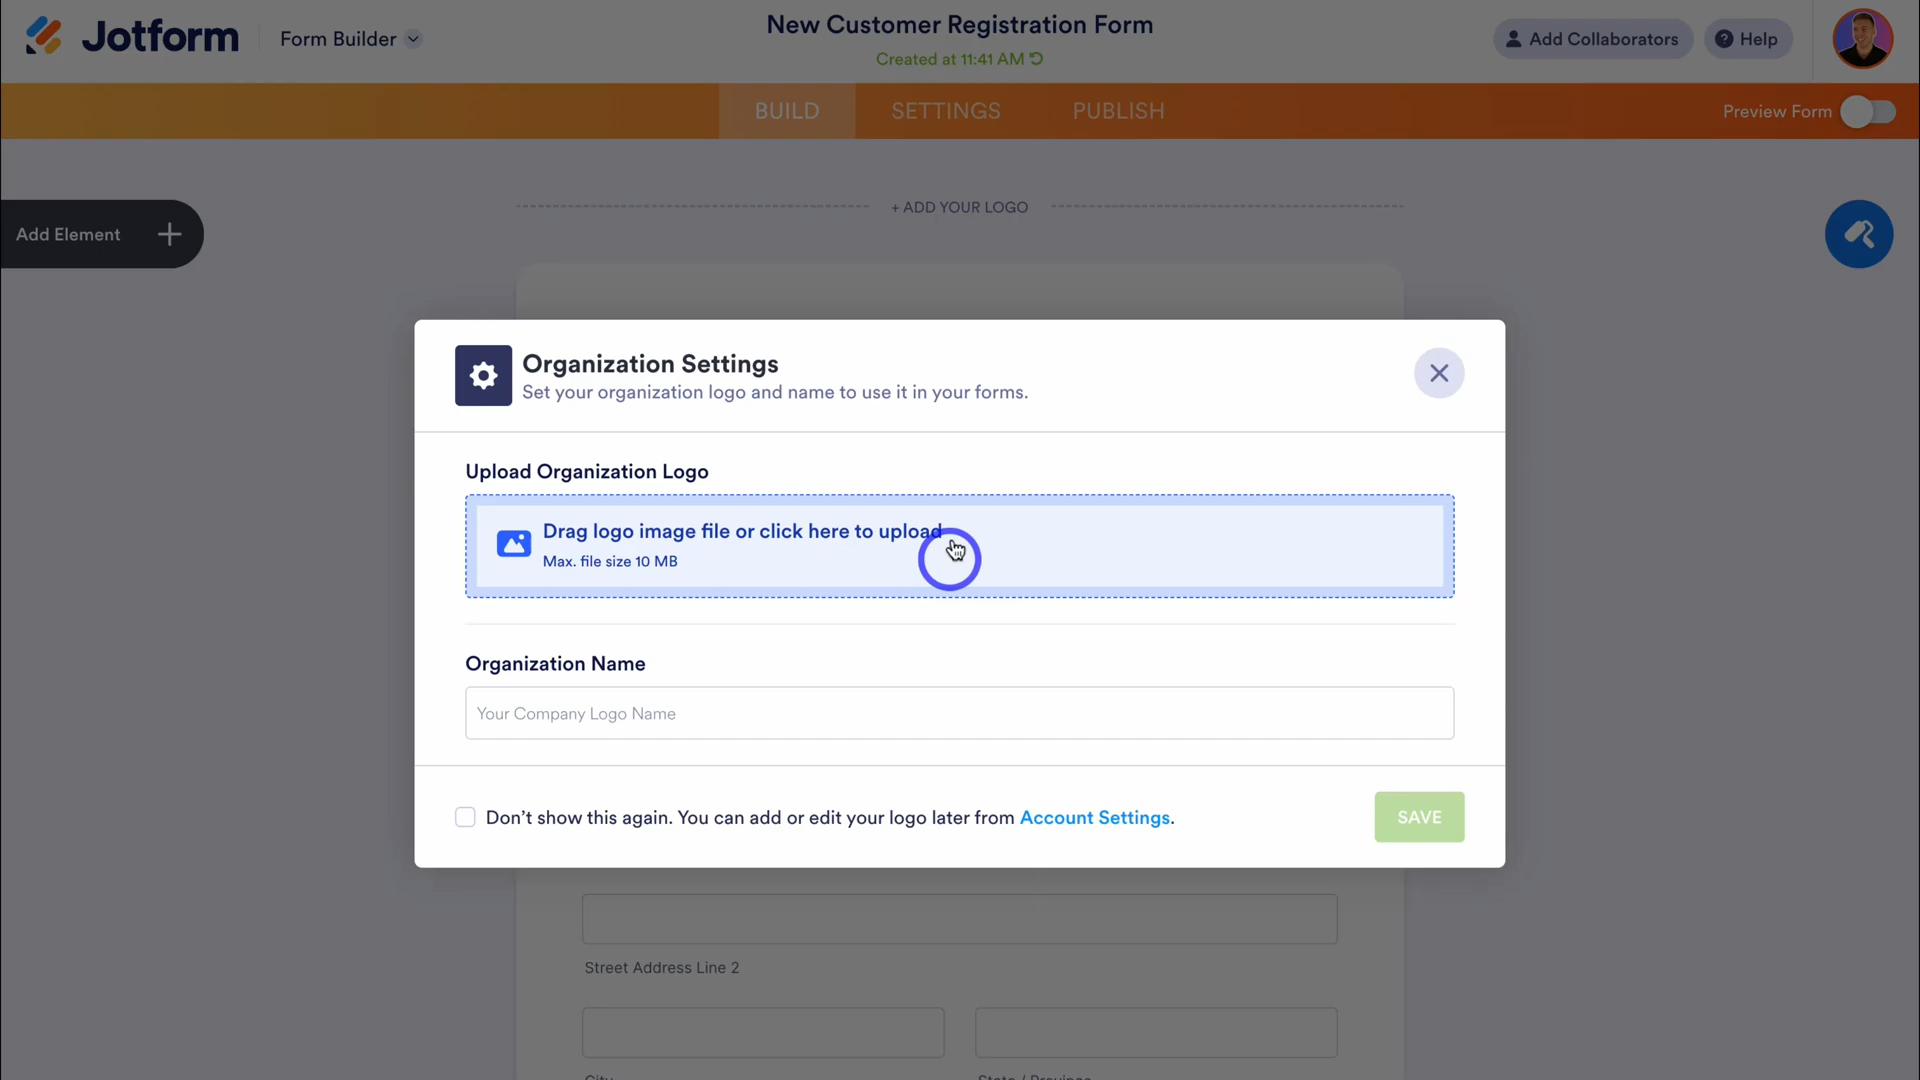 Jotform
Form Builder
New Customer Registration Form
Created at 11:41 AM
Add Collaborators
Help
BUILD
SETTINGS
PUBLISH
Preview Form
Add Element
+ ADD YOUR LOGO
Organization Settings
Set your organization logo and name to use it in your forms.
Upload Organization Logo
Drag logo image file or click here to upload
Max. file size 10 MB
Organization Name
Your Company Logo Name
Don't show this again. You can add or edit your logo later from Account Settings.
SAVE
Street Address Line 2
City
State / Province